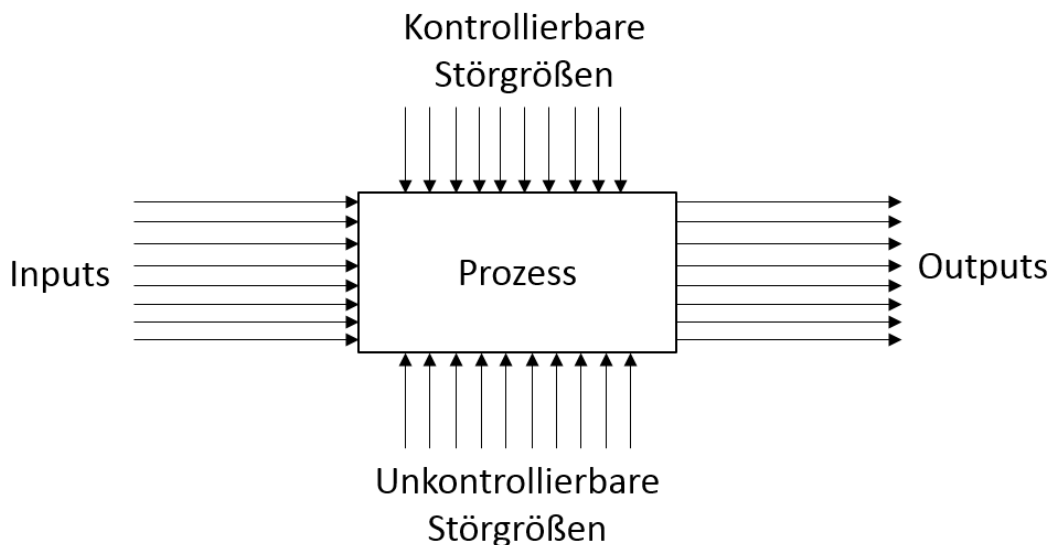 Kontrollierbare
Störgrößen
Inputs
Prozess
Outputs
Unkontrollierbare
Störgrößen